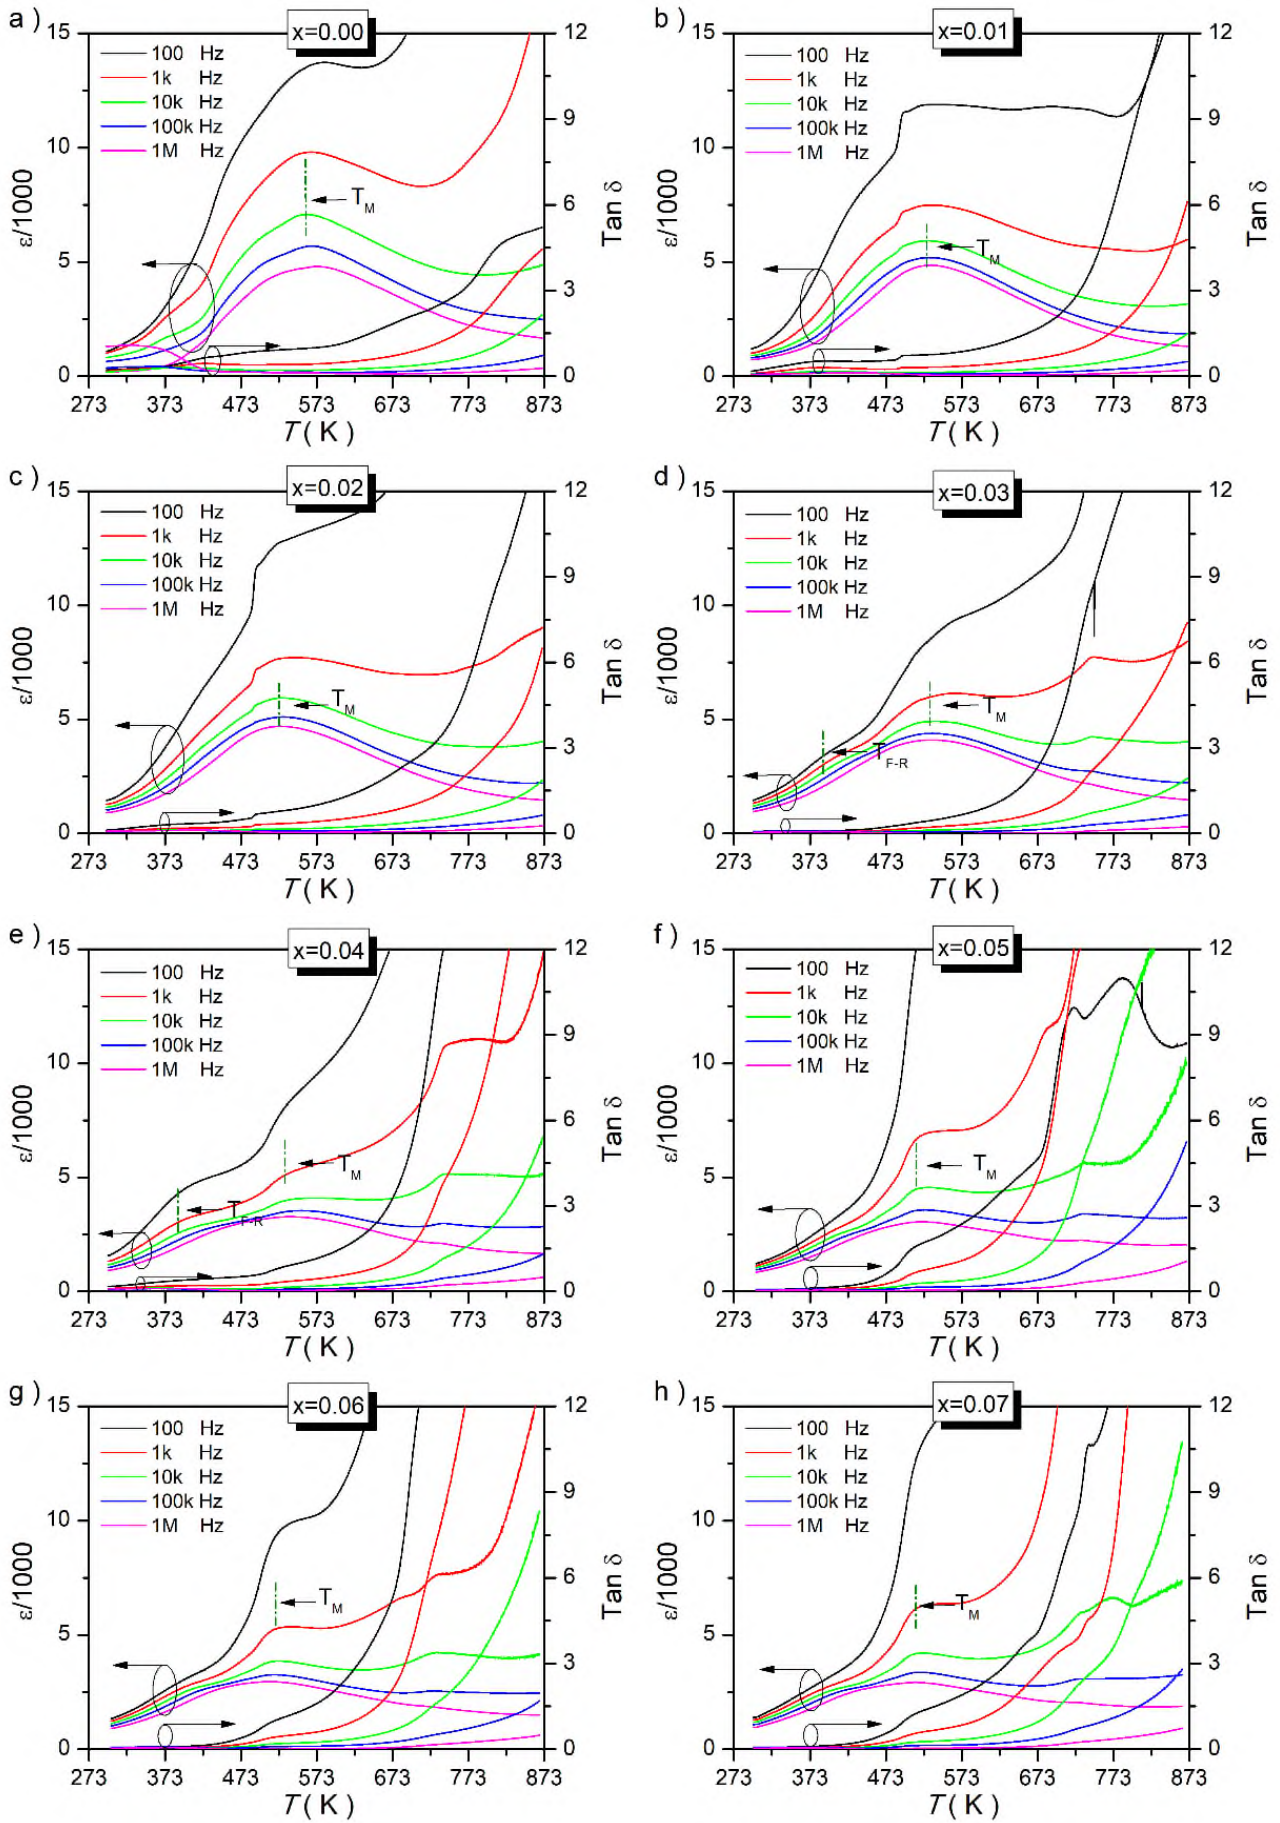 a )
x=0.00
15
10
5
0
12
9
6
3
0
100 Hz
1k Hz
10k Hz
100k Hz
1M Hz
T_M
ε/1000
Tan δ
273 373 473 573 673 773 873
T ( K )
b )
x=0.01
15
10
5
0
12
9
6
3
0
100 Hz
1k Hz
10k Hz
100k Hz
1M Hz
T_M
ε/1000
Tan δ
273 373 473 573 673 773 873
T ( K )
c )
x=0.02
15
10
5
0
12
9
6
3
0
100 Hz
1k Hz
10k Hz
100k Hz
1M Hz
T_M
ε/1000
Tan δ
273 373 473 573 673 773 873
T ( K )
d )
x=0.03
15
10
5
0
12
9
6
3
0
100 Hz
1k Hz
10k Hz
100k Hz
1M Hz
T_M
T_F-R
ε/1000
Tan δ
273 373 473 573 673 773 873
T ( K )
e )
x=0.04
15
10
5
0
12
9
6
3
0
100 Hz
1k Hz
10k Hz
100k Hz
1M Hz
T_M
T_F-R
ε/1000
Tan δ
273 373 473 573 673 773 873
T ( K )
f )
x=0.05
15
10
5
0
12
9
6
3
0
100 Hz
1k Hz
10k Hz
100k Hz
1M Hz
T_M
ε/1000
Tan δ
273 373 473 573 673 773 873
T ( K )
g )
x=0.06
15
10
5
0
12
9
6
3
0
100 Hz
1k Hz
10k Hz
100k Hz
1M Hz
T_M
ε/1000
Tan δ
273 373 473 573 673 773 873
T ( K )
h )
x=0.07
15
10
5
0
12
9
6
3
0
100 Hz
1k Hz
10k Hz
100k Hz
1M Hz
T_M
ε/1000
Tan δ
273 373 473 573 673 773 873
T ( K )